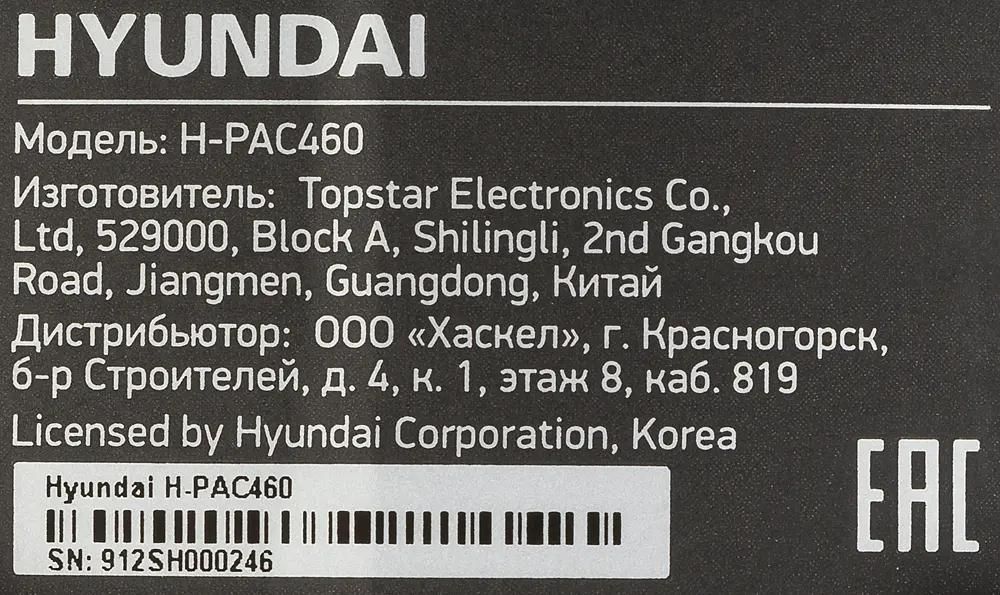 HYUNDAI
Модель: H-PAC460
Изготовитель: Topstar Electronics Co.,
Ltd, 529000, Block A, Shilingli, 2nd Gangkou
Road, Jiangmen, Guangdong, Китай
Дистрибьютор: ООО «Хаскел», г. Красногорск,
б-р Строителей, д. 4, к. 1, этаж 8, каб. 819
Licensed by Hyundai Corporation, Korea
EAC
Hyundai H-PAC460
SN: 912SH000246